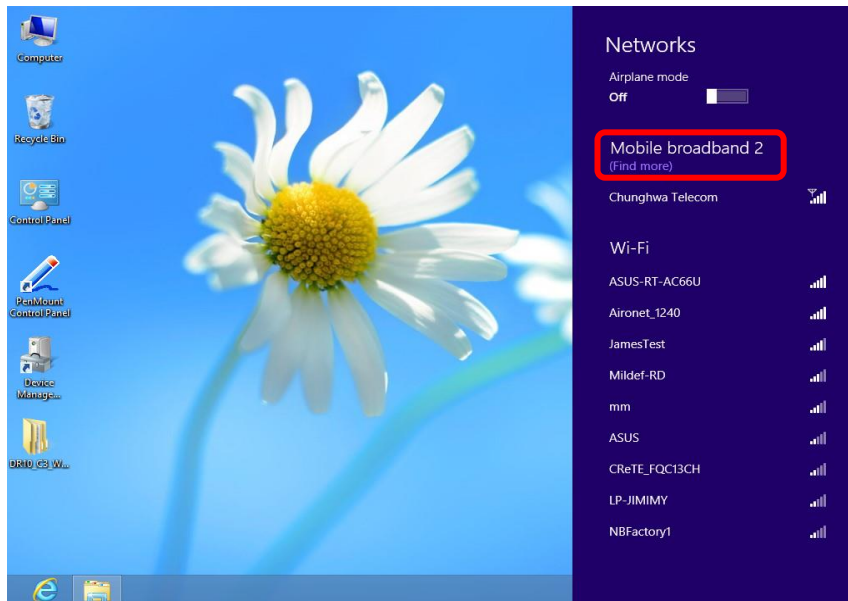 Computer
Recycle Bin
Control Panel
PenMount
Control Panel
Device
Manage...
DR10_C3_W...
Networks
Airplane mode
Off
Mobile broadband 2
(Find more)
Chunghwa Telecom
Wi-Fi
ASUS-RT-AC66U
Aironet_1240
JamesTest
Mildef-RD
mm
ASUS
CReTE_FQC13CH
LP-JIMIMY
NBFactory1